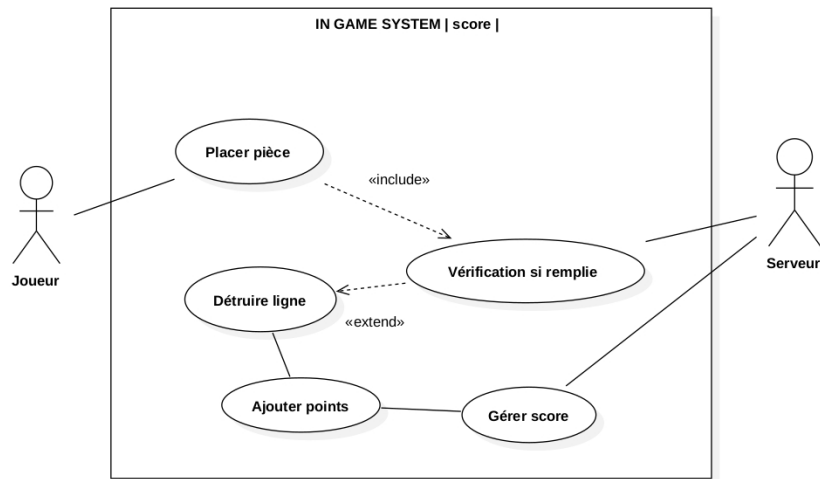 IN GAME SYSTEM | score |
Placer pièce
«include»
Joueur
Serveur
Vérification si remplie
Détruire ligne
«extend»
Ajouter points
Gérer score